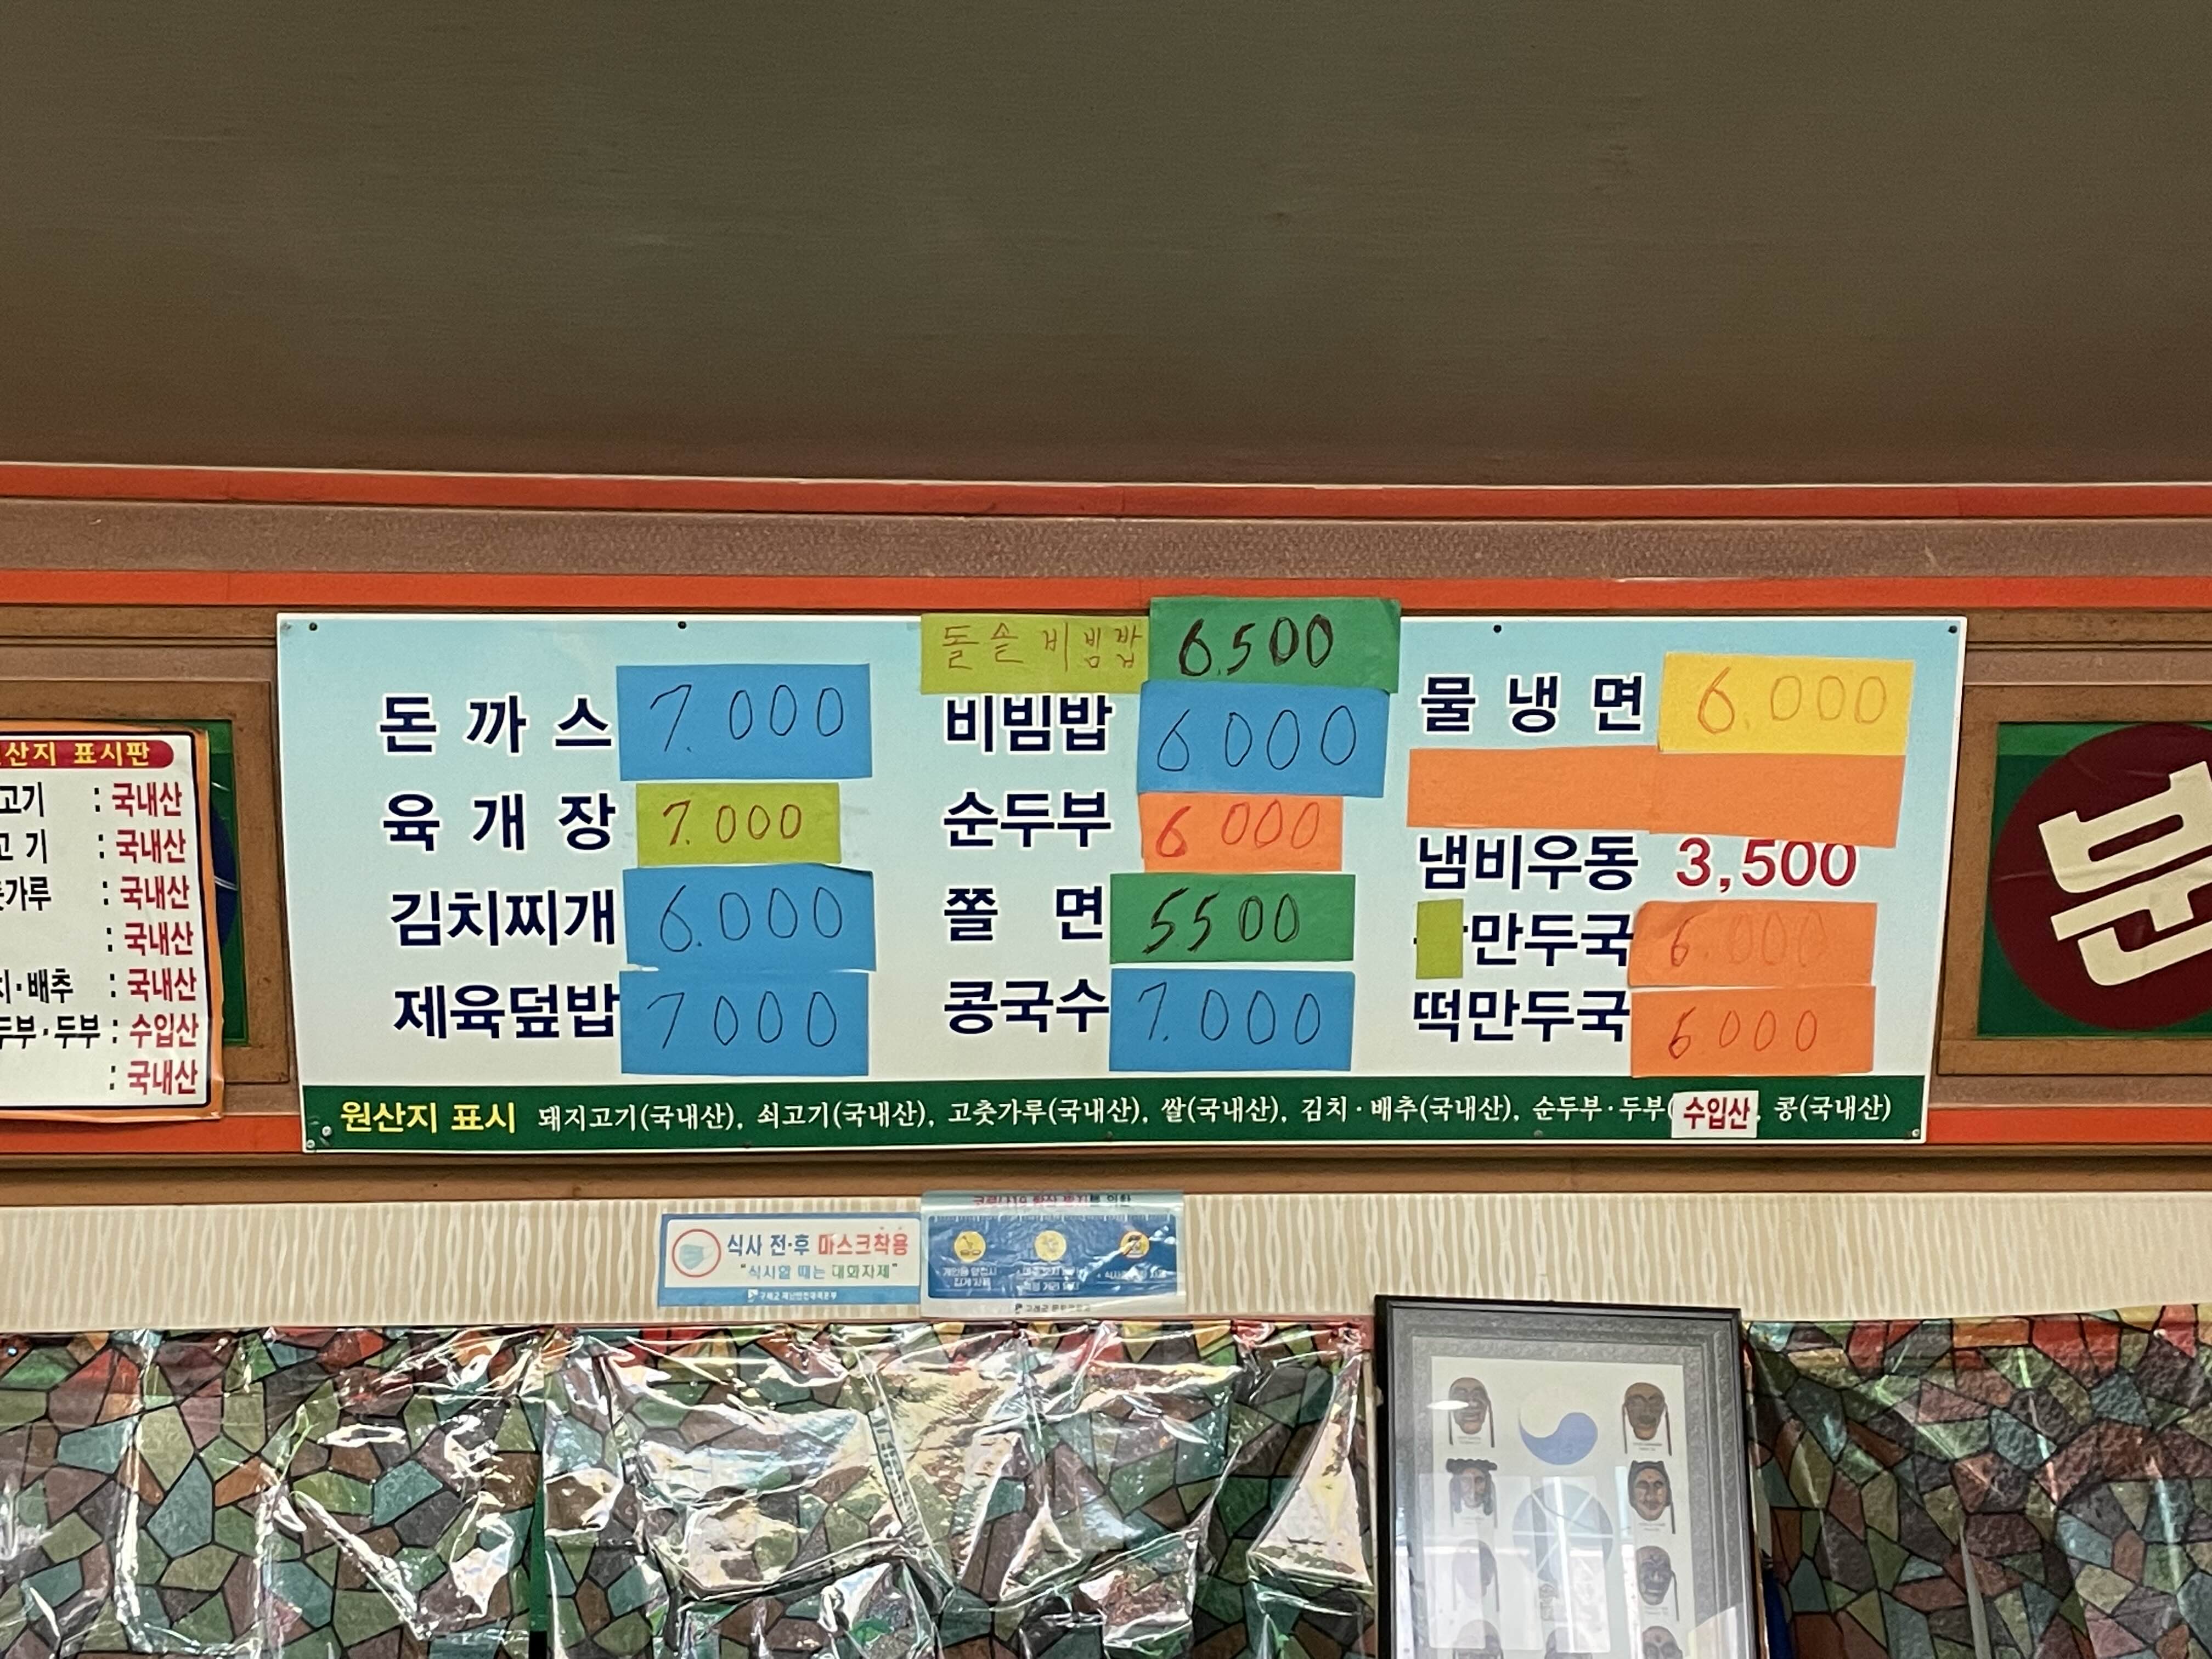 돌솥비빔밥 6.500
돈까스 7.000
육개장 7.000
김치찌개 6.000
제육덮밥 7000
비빔밥 6000
순두부 6000
쫄면 5500
콩국수 7.000
물냉면 6.000
냄비우동 3,500
만두국 6.000
떡만두국 6000
원산지 표시 돼지고기(국내산), 쇠고기(국내산), 고춧가루(국내산), 쌀(국내산), 김치·배추(국내산), 순두부·두부(수입산, 콩(국내산)
산지 표시판
고기 : 국내산
고기 : 국내산
가루 : 국내산
: 국내산
치·배추 : 국내산
두부·두부 : 수입산
: 국내산
분
식사 전·후 마스크착용
"식사할 때는 대화자제"